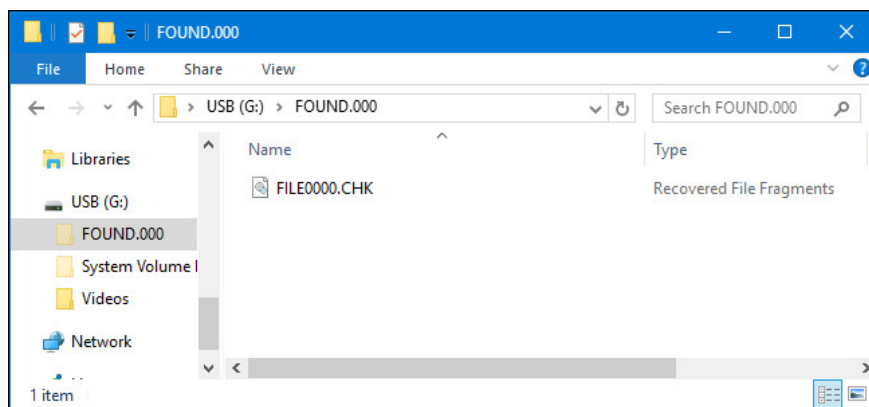 FOUND.000
File Home Share View
USB (G:) > FOUND.000 Search FOUND.000
Libraries
Name Type
USB (G:)
FILE0000.CHK Recovered File Fragments
FOUND.000
System Volume
Videos
Network
1 item